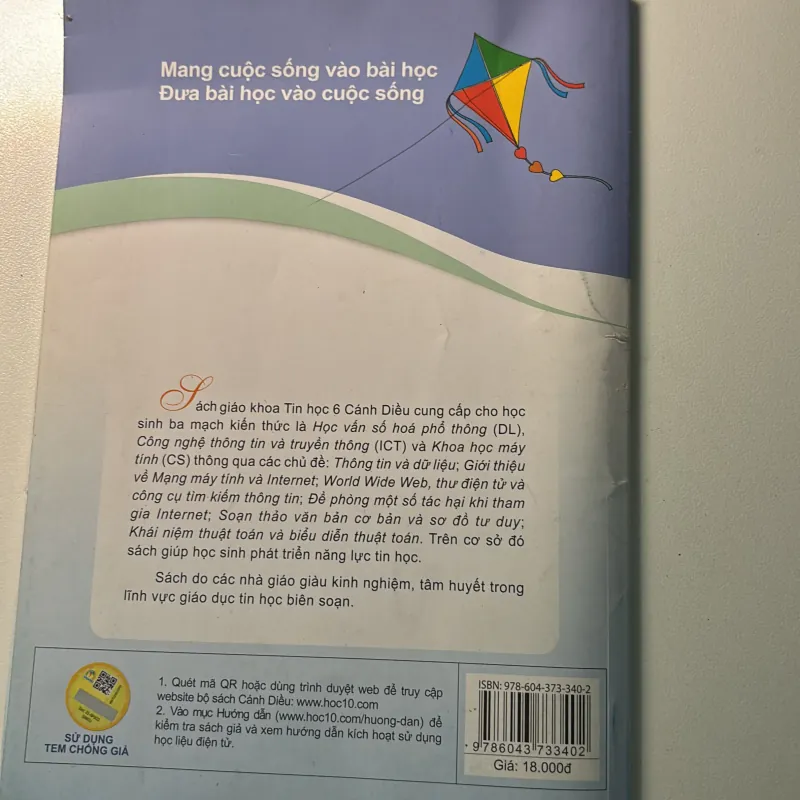 Mang cuộc sống vào bài học
Đưa bài học vào cuộc sống
Sách giáo khoa Tin học 6 Cánh Diều cung cấp cho học
sinh ba mạch kiến thức là Học vấn số hoá phổ thông (DL),
Công nghệ thông tin và truyền thông (ICT) và Khoa học máy
tính (CS) thông qua các chủ đề: Thông tin và dữ liệu; Giới thiệu
về Mạng máy tính và Internet; World Wide Web, thư điện tử và
công cụ tìm kiếm thông tin; Đề phòng một số tác hại khi tham
gia Internet; Soạn thảo văn bản cơ bản và sơ đồ tư duy;
Khái niệm thuật toán và biểu diễn thuật toán. Trên cơ sở đó
sách giúp học sinh phát triển năng lực tin học.
Sách do các nhà giáo giàu kinh nghiệm, tâm huyết trong
lĩnh vực giáo dục tin học biên soạn.
SỬ DỤNG
TEM CHỐNG GIẢ
1. Quét mã QR hoặc dùng trình duyệt web để truy cập
website bộ sách Cánh Diều: www.hoc10.com
2. Vào mục Hướng dẫn (www.hoc10.com/huong-dan) để
kiểm tra sách giả và xem hướng dẫn kích hoạt sử dụng
học liệu điện tử.
ISBN: 978-604-373-340-2
9786043733402
Giá: 18.000đ